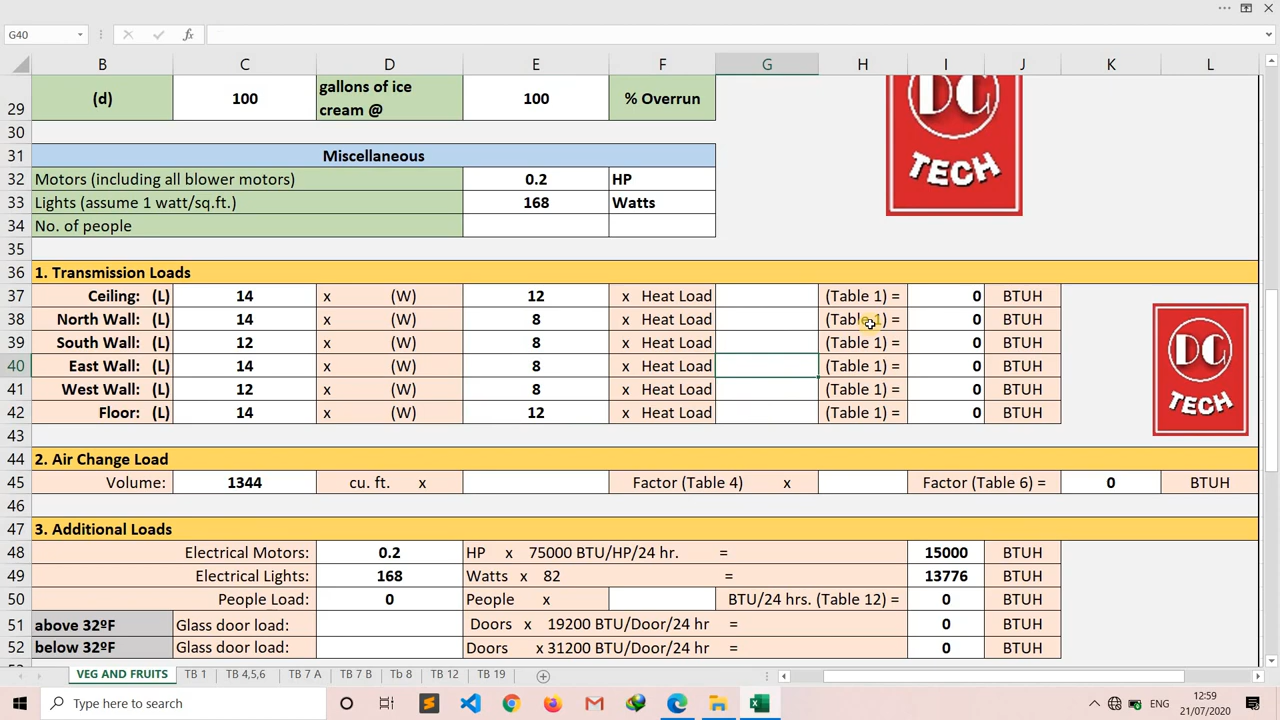 G40 fx
B C D E F G H I J K L
29 (d) 100 gallons of ice cream @ 100 % Overrun
DC TECH
30
31 Miscellaneous
32 Motors (including all blower motors) 0.2 HP
33 Lights (assume 1 watt/sq.ft.) 168 Watts
34 No. of people
35
36 1. Transmission Loads
37 Ceiling: (L) 14 x (W) 12 x Heat Load (Table 1) = 0 BTUH
38 North Wall: (L) 14 x (W) 8 x Heat Load (Table 1) = 0 BTUH
39 South Wall: (L) 12 x (W) 8 x Heat Load (Table 1) = 0 BTUH
40 East Wall: (L) 14 x (W) 8 x Heat Load (Table 1) = 0 BTUH
41 West Wall: (L) 12 x (W) 8 x Heat Load (Table 1) = 0 BTUH
42 Floor: (L) 14 x (W) 12 x Heat Load (Table 1) = 0 BTUH
DC TECH
43
44 2. Air Change Load
45 Volume: 1344 cu. ft. x Factor (Table 4) x Factor (Table 6) = 0 BTUH
46
47 3. Additional Loads
48 Electrical Motors: 0.2 HP x 75000 BTU/HP/24 hr. = 15000 BTUH
49 Electrical Lights: 168 Watts x 82 = 13776 BTUH
50 People Load: 0 People x BTU/24 hrs. (Table 12) = 0 BTUH
51 above 32ºF Glass door load: Doors x 19200 BTU/Door/24 hr = 0 BTUH
52 below 32ºF Glass door load: Doors x 31200 BTU/Door/24 hr = 0 BTUH
VEG AND FRUITS TB 1 TB 4,5,6 TB 7 A TB 7 B Tb 8 TB 12 TB 19
Type here to search ENG 12:59
21/07/2020